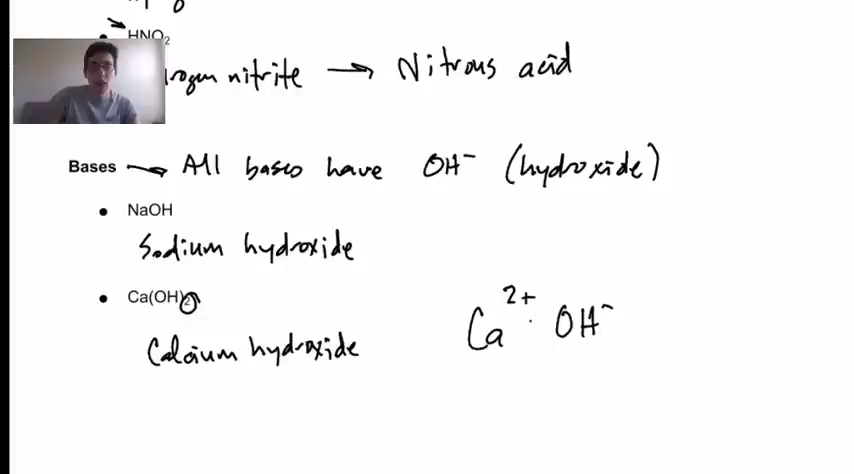 HNO₂
nitrite → Nitrous acid
Bases → All bases have OH⁻ (hydroxide)
• NaOH
Sodium hydroxide
• Ca(OH)₂
Calcium hydroxide Ca²⁺ OH⁻